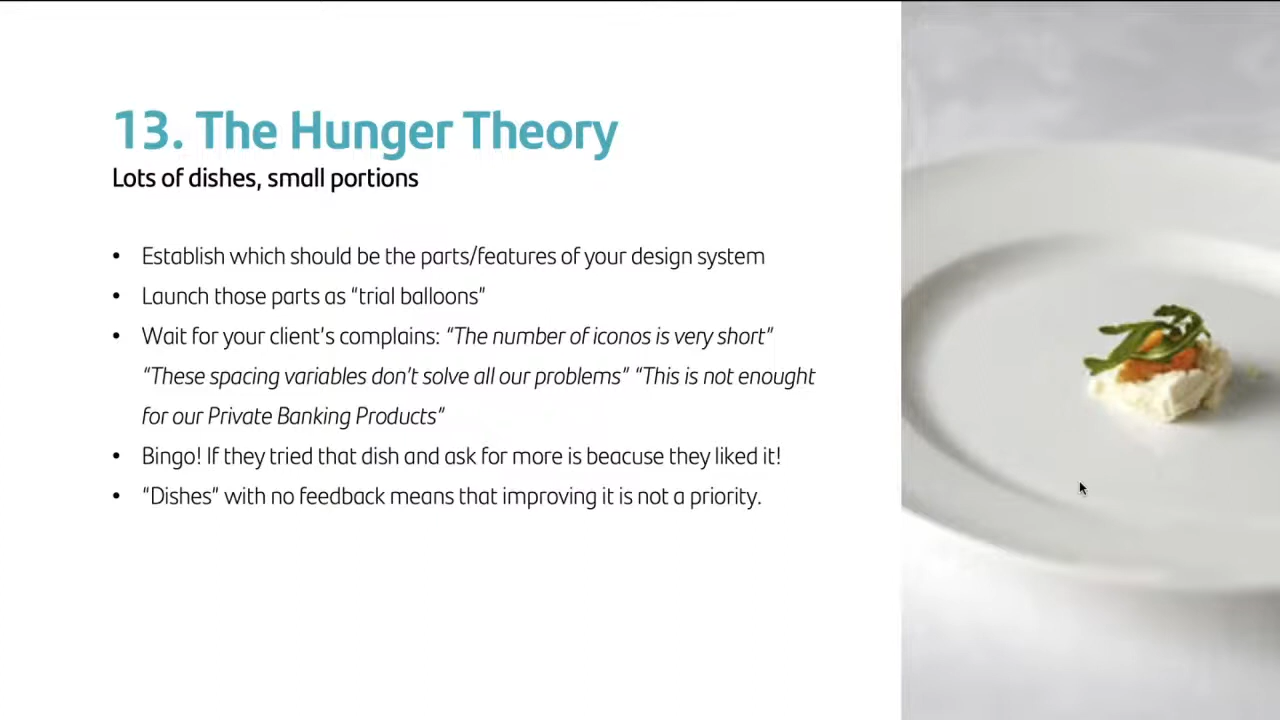 13. The Hunger Theory
Lots of dishes, small portions
• Establish which should be the parts/features of your design system
• Launch those parts as “trial balloons”
• Wait for your client’s complains: “The number of iconos is very short”
“These spacing variables don’t solve all our problems” “This is not enought
for our Private Banking Products”
• Bingo! If they tried that dish and ask for more is beacuse they liked it!
• “Dishes” with no feedback means that improving it is not a priority.